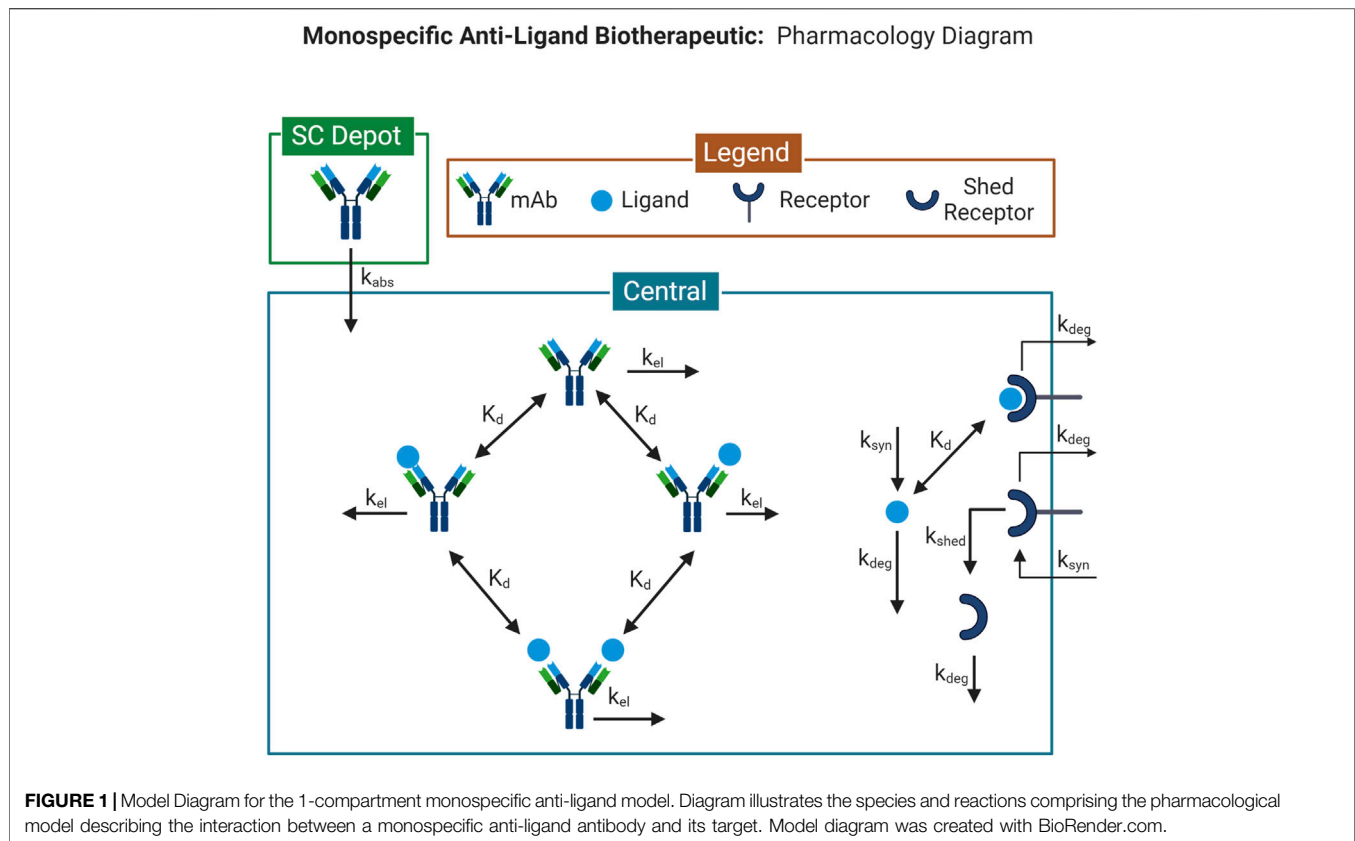 Monospecific Anti-Ligand Biotherapeutic: Pharmacology Diagram
SC Depot
Legend
mAb
Ligand
Receptor
Shed
Receptor
kabs
Central
kdeg
kel
Kd
Kd
ksyn
Kd
kdeg
kel
kel
kshed
kdeg
ksyn
Kd
Kd
kdeg
kel
FIGURE 1 | Model Diagram for the 1-compartment monospecific anti-ligand model. Diagram illustrates the species and reactions comprising the pharmacological
model describing the interaction between a monospecific anti-ligand antibody and its target. Model diagram was created with BioRender.com.